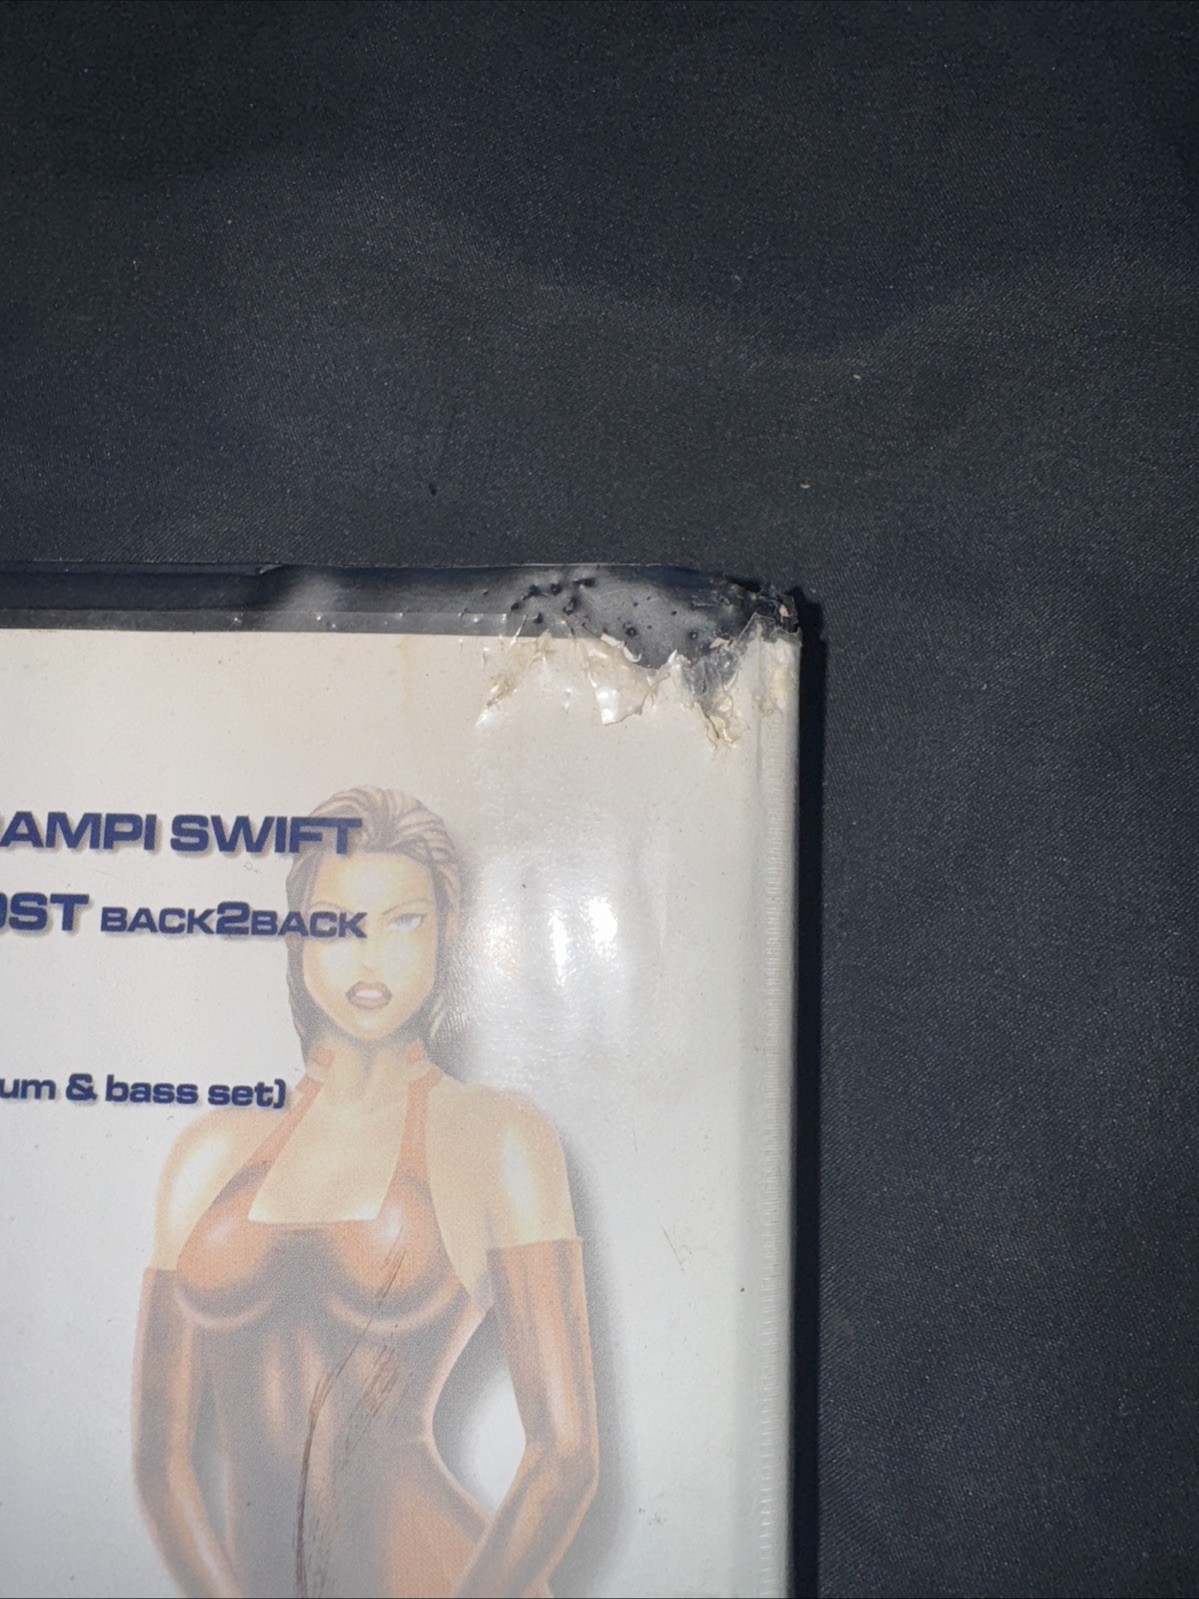 AMPI SWIFT
OST BACK2BACK
um & bass set)